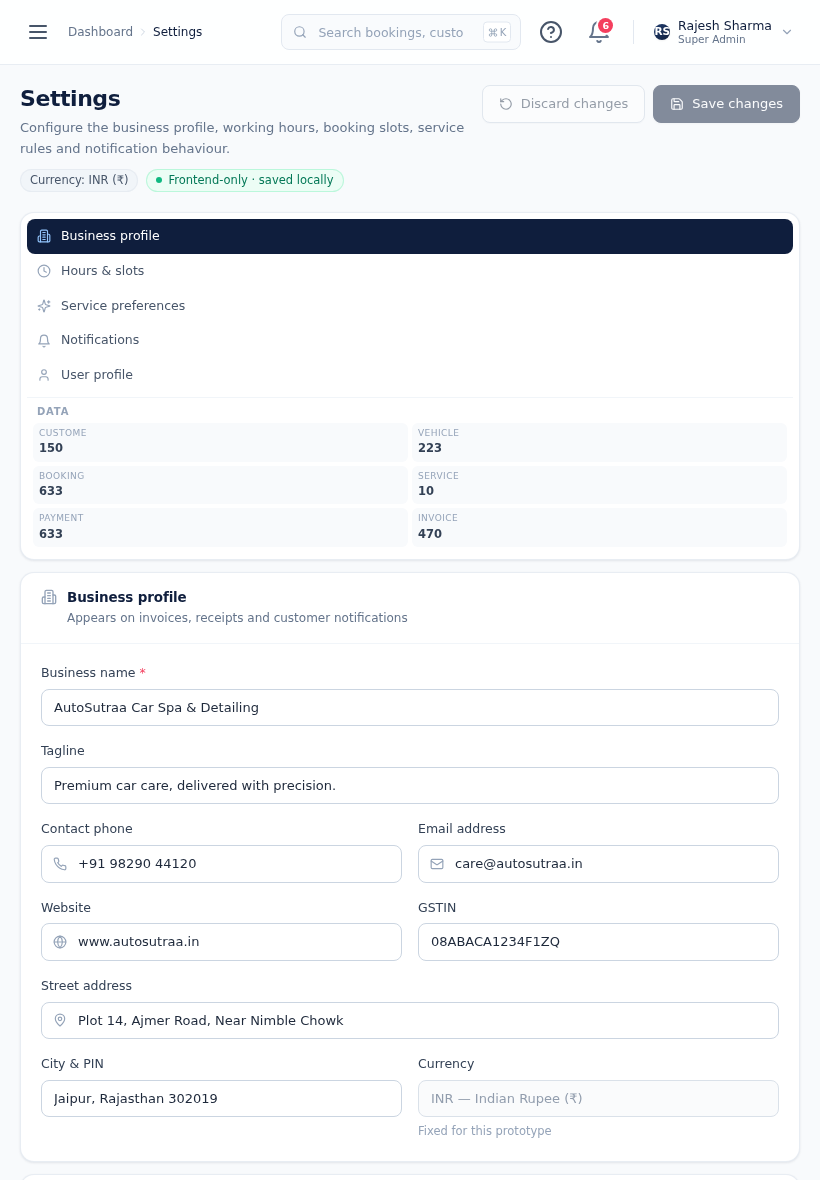 Dashboard
Settings
Search bookings, custo
⌘K
6
RS
Rajesh Sharma
Super Admin
Settings
Discard changes
Save changes
Configure the business profile, working hours, booking slots, service
rules and notification behaviour.
Currency: INR (₹)
Frontend-only · saved locally
Business profile
Hours & slots
Service preferences
Notifications
User profile
DATA
CUSTOME
150
VEHICLE
223
BOOKING
633
SERVICE
10
PAYMENT
633
INVOICE
470
Business profile
Appears on invoices, receipts and customer notifications
Business name *
AutoSutraa Car Spa & Detailing
Tagline
Premium car care, delivered with precision.
Contact phone
+91 98290 44120
Email address
care@autosutraa.in
Website
www.autosutraa.in
GSTIN
08ABACA1234F1ZQ
Street address
Plot 14, Ajmer Road, Near Nimble Chowk
City & PIN
Jaipur, Rajasthan 302019
Currency
INR — Indian Rupee (₹)
Fixed for this prototype